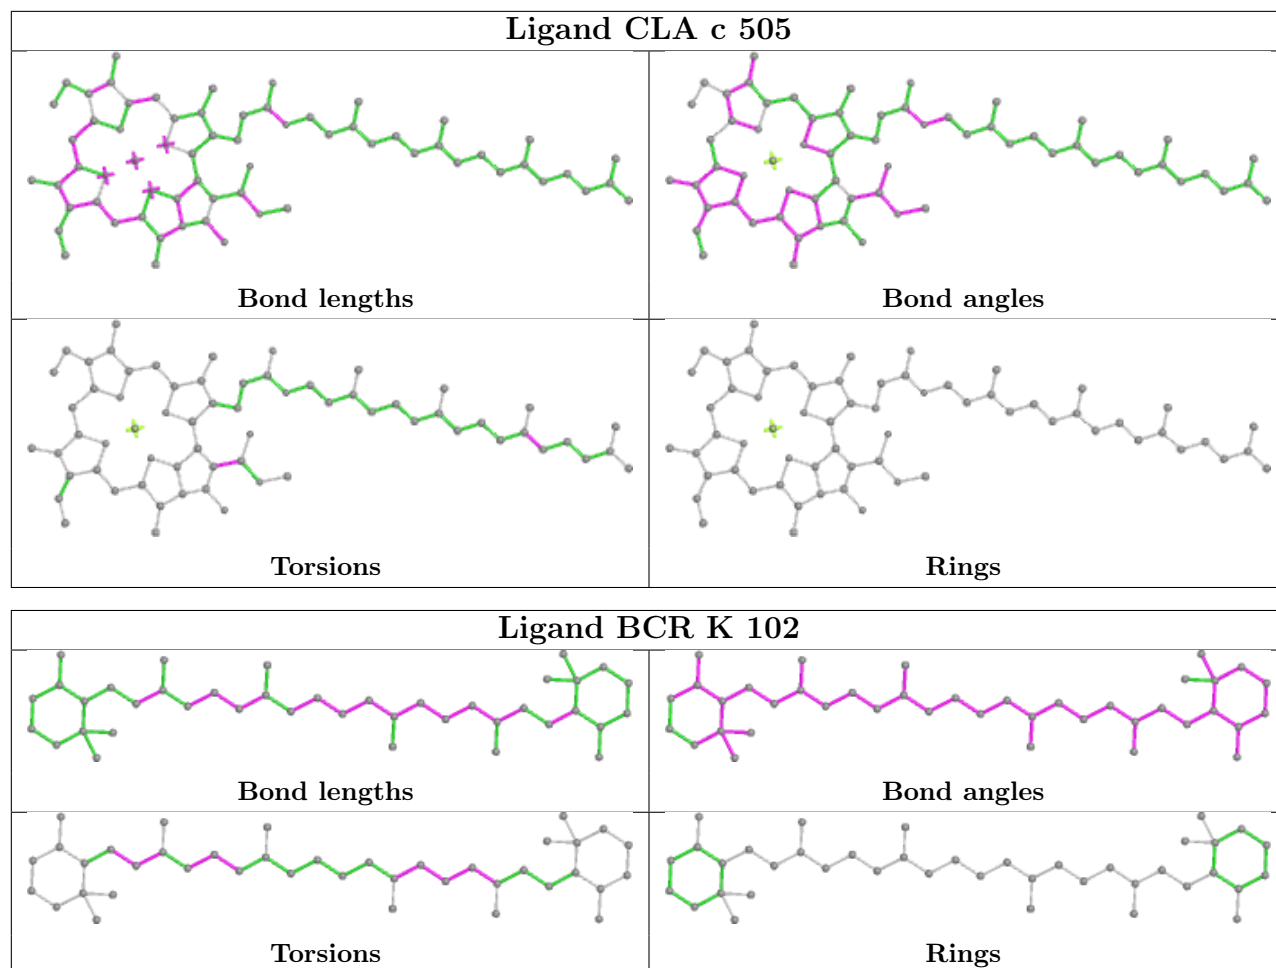 Ligand CLA c 505
Bond lengths
Bond angles
Torsions
Rings
Ligand BCR K 102
Bond lengths
Bond angles
Torsions
Rings